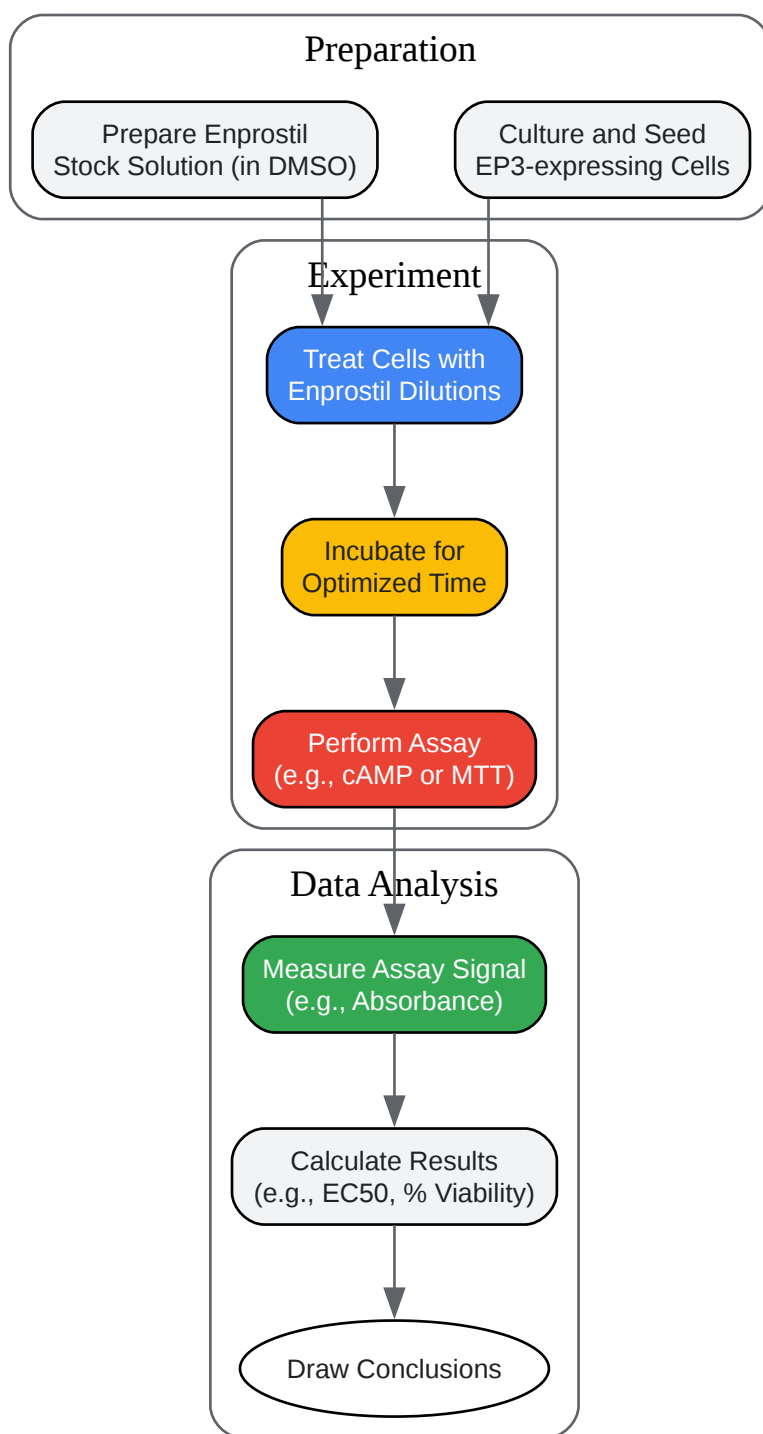 Preparation
Prepare Enprostil
Stock Solution (in DMSO)
Culture and Seed
EP3-expressing Cells
Experiment
Treat Cells with
Enprostil Dilutions
Incubate for
Optimized Time
Perform Assay
(e.g., cAMP or MTT)
Data Analysis
Measure Assay Signal
(e.g., Absorbance)
Calculate Results
(e.g., EC50, % Viability)
Draw Conclusions